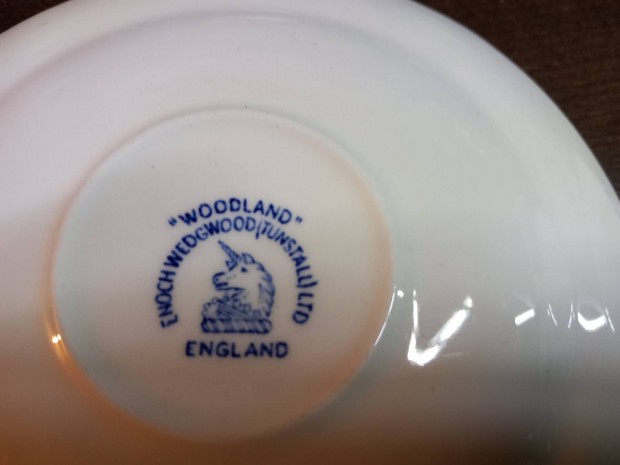 "WOODLAND"
ENOCH WEDGWOOD (TUNSTALL) LTD
ENGLAND